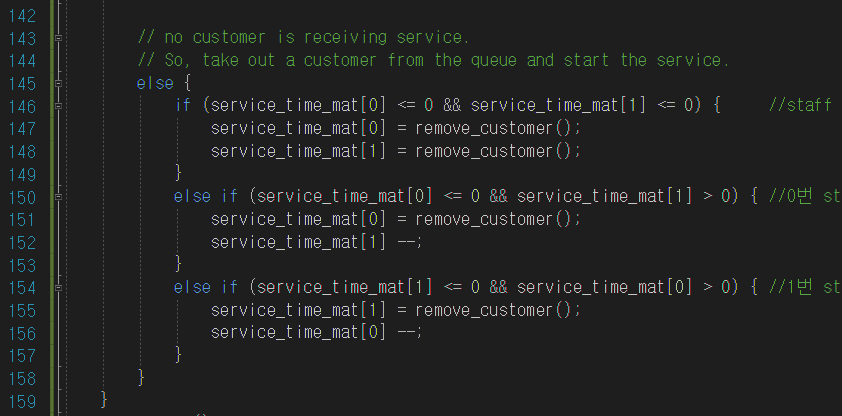 142
143 // no customer is receiving service.
144 // So, take out a customer from the queue and start the service.
145 else {
146 if (service_time_mat[0] <= 0 && service_time_mat[1] <= 0) { //staff
147 service_time_mat[0] = remove_customer();
148 service_time_mat[1] = remove_customer();
149 }
150 else if (service_time_mat[0] <= 0 && service_time_mat[1] > 0) { //0번 st
151 service_time_mat[0] = remove_customer();
152 service_time_mat[1] --;
153 }
154 else if (service_time_mat[1] <= 0 && service_time_mat[0] > 0) { //1번 st
155 service_time_mat[1] = remove_customer();
156 service_time_mat[0] --;
157 }
158 }
159 }